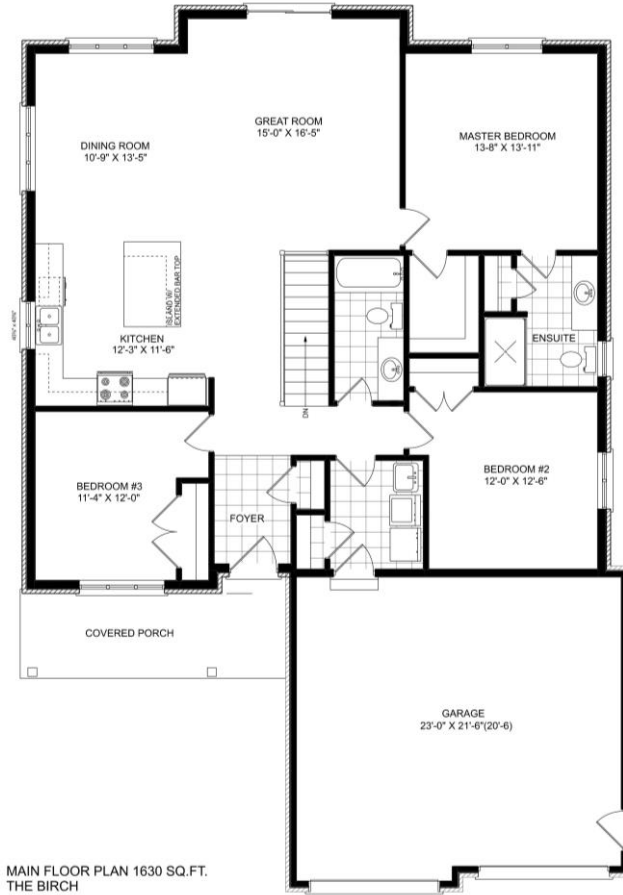 GREAT ROOM
15'-0" X 16'-5"
DINING ROOM
10'-9" X 13'-5"
MASTER BEDROOM
13-8" X 13'-11"
ISLAND W/
EXTENDED BAR TOP
KITCHEN
12'-3" X 11'-6"
ENSUITE
DN
BEDROOM #3
11'-4" X 12'-0"
BEDROOM #2
12'-0" X 12'-6"
FOYER
COVERED PORCH
GARAGE
23'-0" X 21'-6"(20'-6)
MAIN FLOOR PLAN 1630 SQ.FT.
THE BIRCH